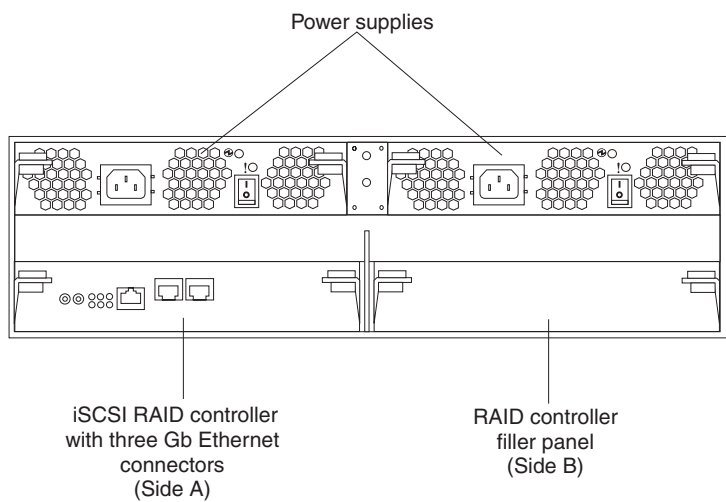 Power supplies
!
!
iSCSI RAID controller
with three Gb Ethernet
connectors
(Side A)
RAID controller
filler panel
(Side B)